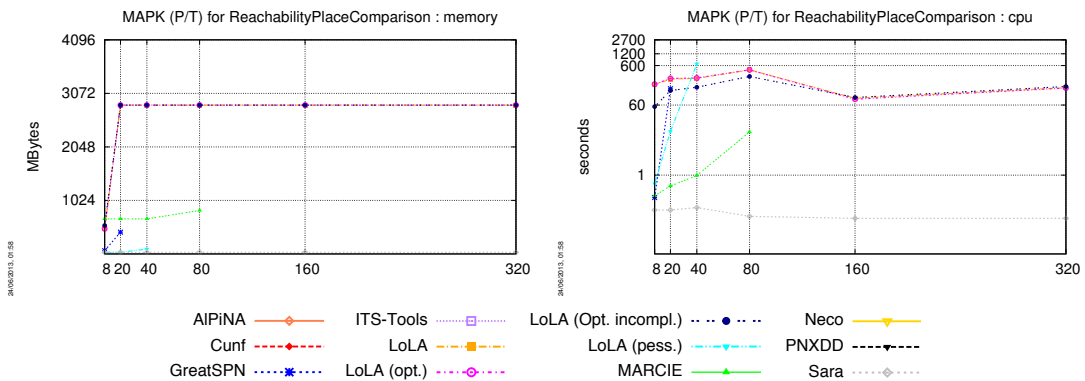 MAPK (P/T) for ReachabilityPlaceComparison : memory
4096
3072
2048
1024
MBytes
8 20 40 80 160 320
24/06/2013, 01:58
MAPK (P/T) for ReachabilityPlaceComparison : cpu
2700
1200
600
60
1
seconds
8 20 40 80 160 320
24/06/2013, 01:58
AlPiNA
Cunf
GreatSPN
ITS-Tools
LoLA
LoLA (opt.)
LoLA (Opt. incompl.)
LoLA (pess.)
MARCIE
Neco
PNXDD
Sara